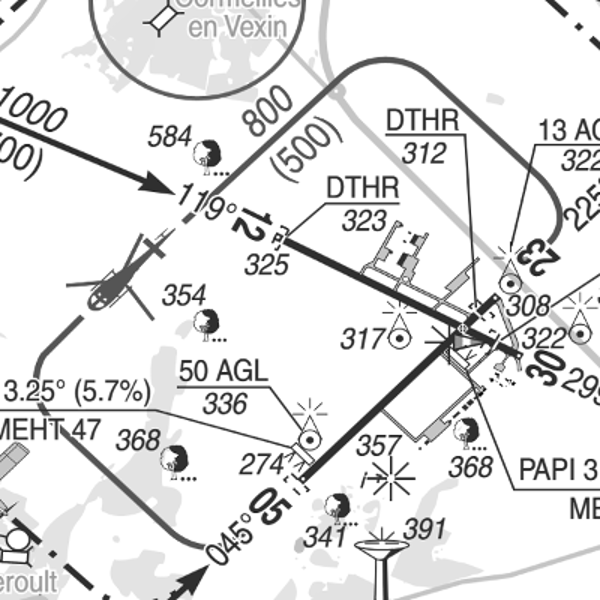 Cormeilles
en Vexin
1000
00)
584
800
(500)
DTHR
312
13 A
322
119°
12
DTHR
323
325
225
23
354
308
317
322
30
299
3.25° (5.7%)
MEHT 47
50 AGL
336
368
274
357
368
PAPI 3
ME
05
045°
341
391
eroult